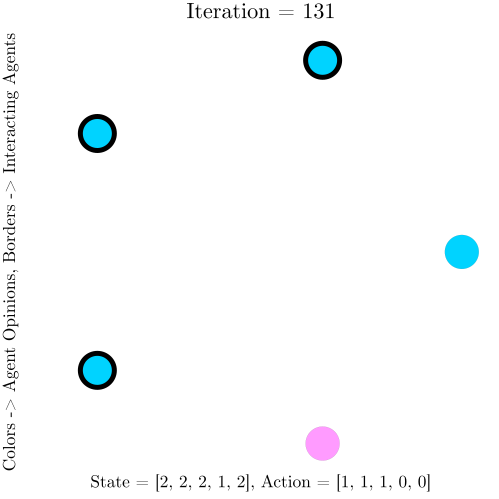 Iteration = 131
Colors -> Agent Opinions, Borders -> Interacting Agents
State = [2, 2, 2, 1, 2], Action = [1, 1, 1, 0, 0]